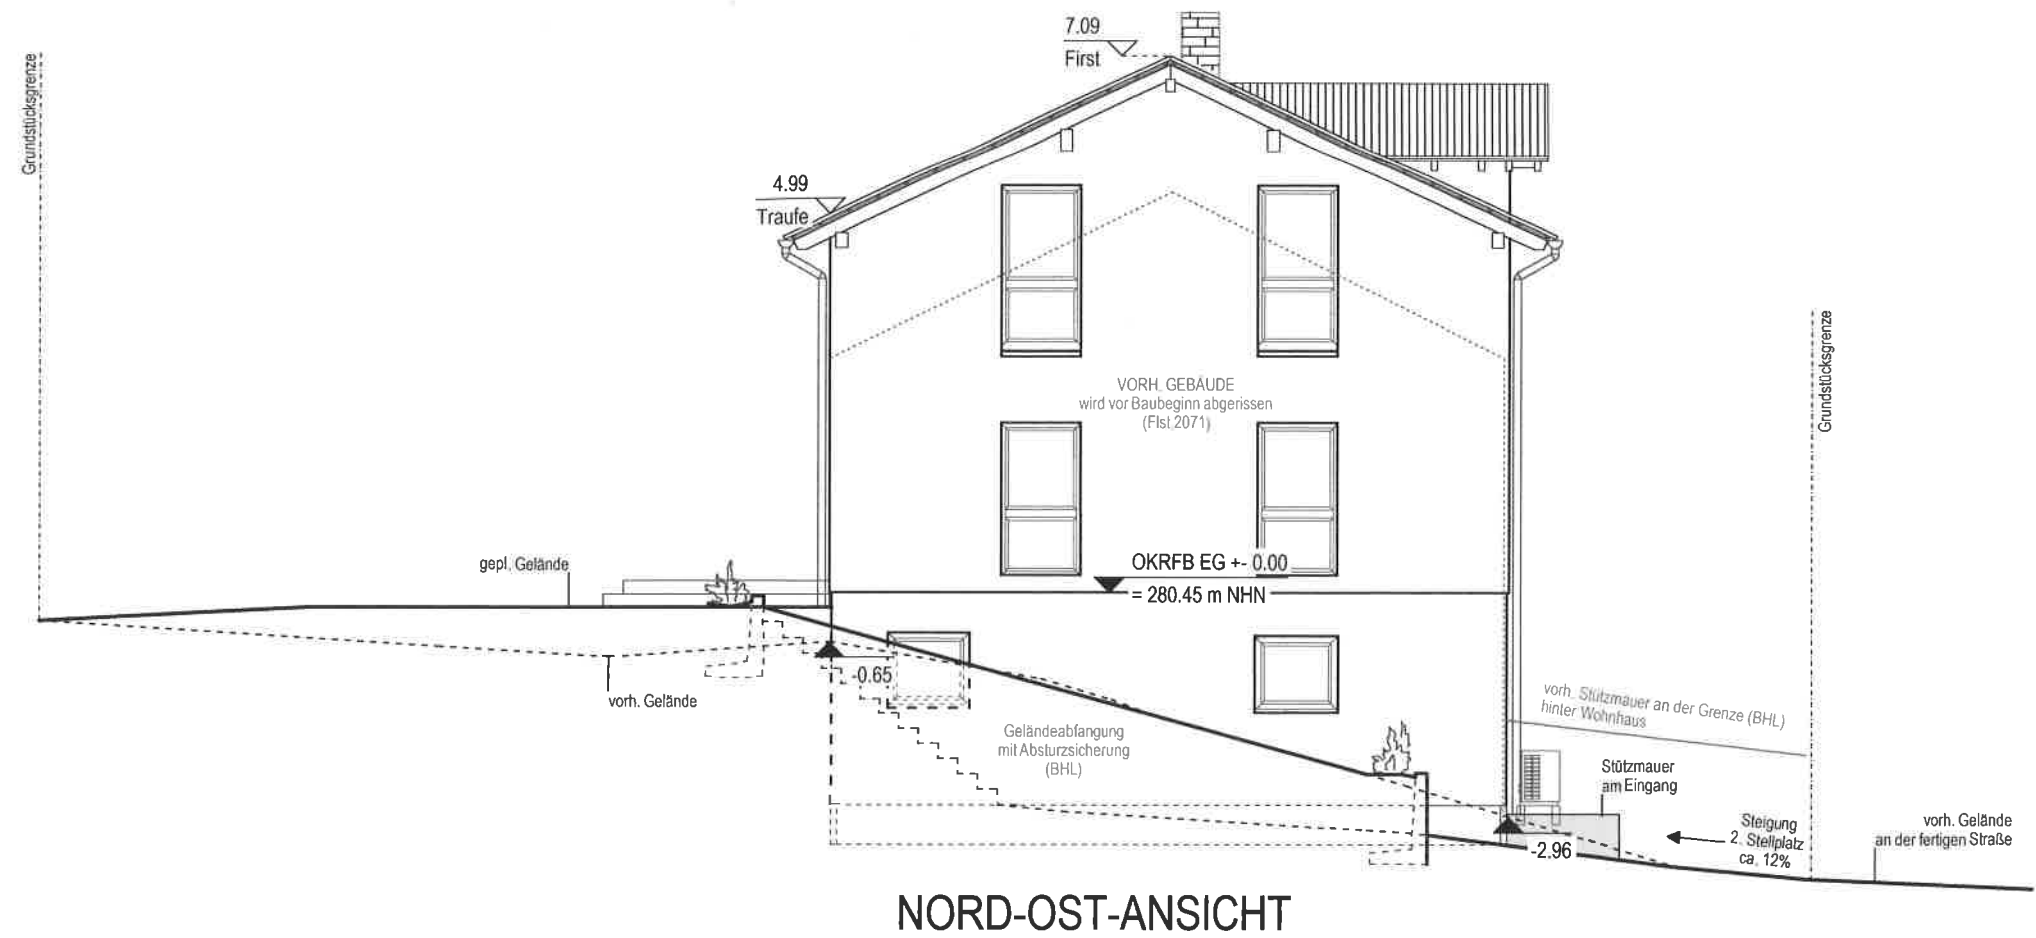 Grundstücksgrenze
7.09
First
4.99
Traufe
Grundstücksgrenze
VORH. GEBÄUDE
wird vor Baubeginn abgerissen
(Flst.2071)
gepl. Gelände
OKRFB EG +- 0.00
= 280.45 m NHN
-0.65
vorh. Gelände
Geländeabfangung
mit Absturzsicherung
(BHL)
vorh. Stützmauer an der Grenze (BHL)
hinter Wohnhaus
Stützmauer
am Eingang
Steigung
2. Stellplatz
ca. 12%
vorh. Gelände
an der fertigen Straße
-2.96
NORD-OST-ANSICHT